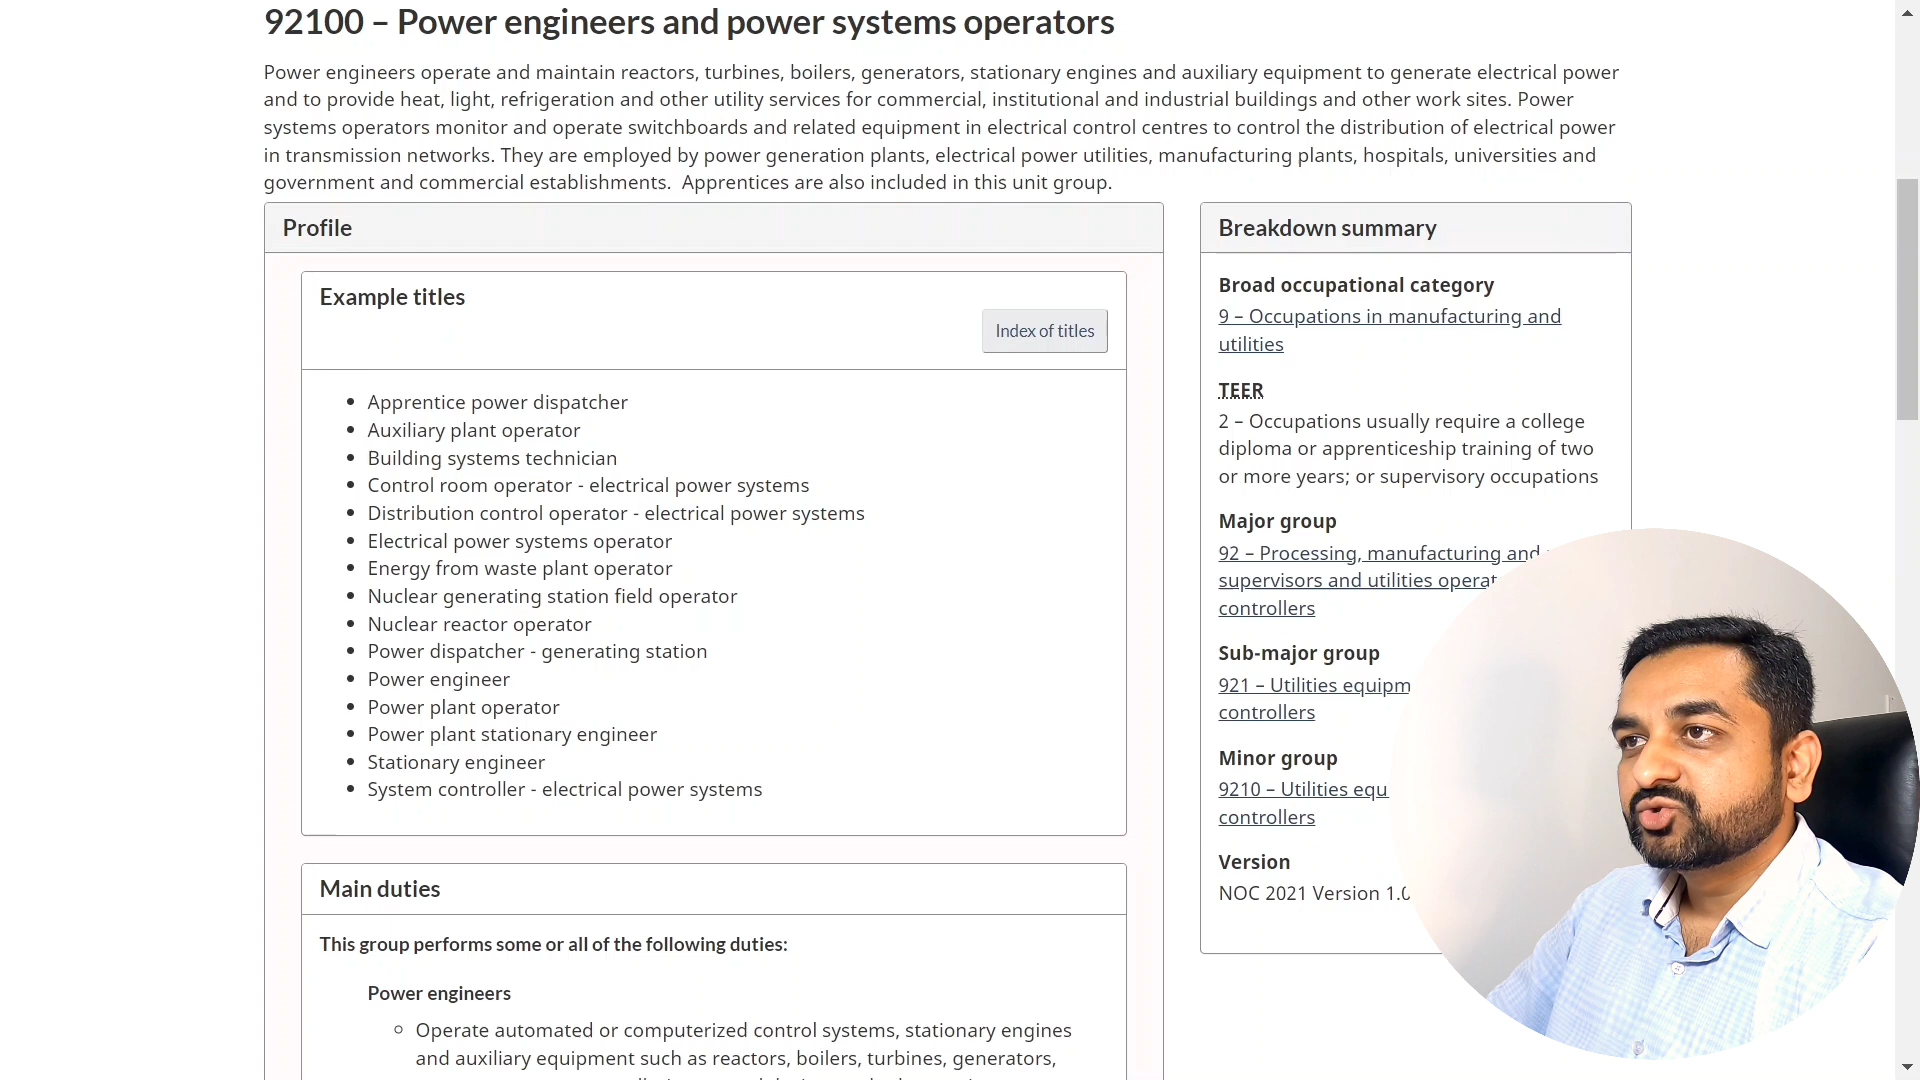 92100 – Power engineers and power systems operators
Power engineers operate and maintain reactors, turbines, boilers, generators, stationary engines and auxiliary equipment to generate electrical power
and to provide heat, light, refrigeration and other utility services for commercial, institutional and industrial buildings and other work sites. Power
systems operators monitor and operate switchboards and related equipment in electrical control centres to control the distribution of electrical power
in transmission networks. They are employed by power generation plants, electrical power utilities, manufacturing plants, hospitals, universities and
government and commercial establishments.  Apprentices are also included in this unit group.
Profile
Example titles
Index of titles
• Apprentice power dispatcher
• Auxiliary plant operator
• Building systems technician
• Control room operator - electrical power systems
• Distribution control operator - electrical power systems
• Electrical power systems operator
• Energy from waste plant operator
• Nuclear generating station field operator
• Nuclear reactor operator
• Power dispatcher - generating station
• Power engineer
• Power plant operator
• Power plant stationary engineer
• Stationary engineer
• System controller - electrical power systems
Main duties
This group performs some or all of the following duties:
Power engineers
◦ Operate automated or computerized control systems, stationary engines
and auxiliary equipment such as reactors, boilers, turbines, generators,
Breakdown summary
Broad occupational category
9 – Occupations in manufacturing and
utilities
TEER
2 – Occupations usually require a college
diploma or apprenticeship training of two
or more years; or supervisory occupations
Major group
92 – Processing, manufacturing and
supervisors and utilities
controllers
Sub-major group
921 – Utilities
controllers
Minor group
9210 – Utilities
controllers
Version
NOC 2021 Version 1.0